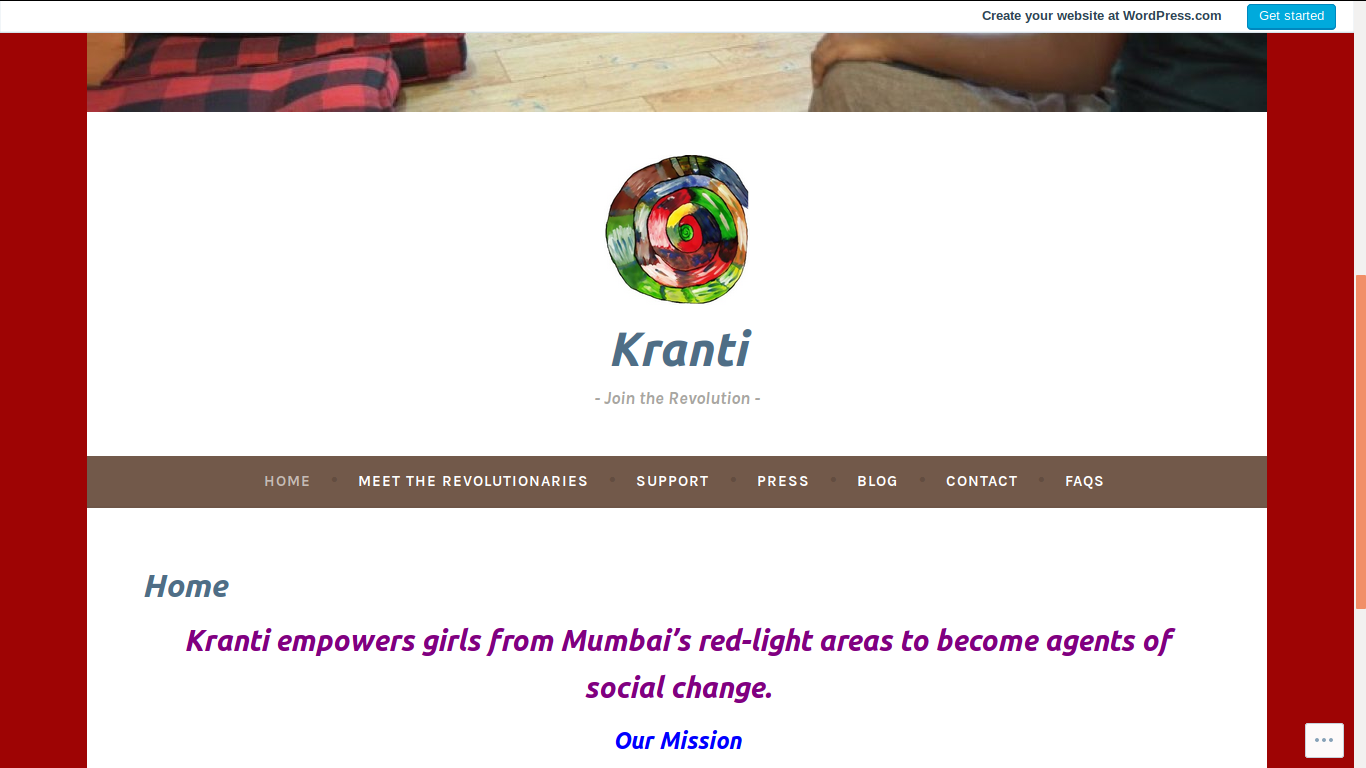 Create your website at WordPress.com
Get started
Kranti
- Join the Revolution -
HOME
MEET THE REVOLUTIONARIES
SUPPORT
PRESS
BLOG
CONTACT
FAQS
Home
Kranti empowers girls from Mumbai’s red-light areas to become agents of
social change.
Our Mission